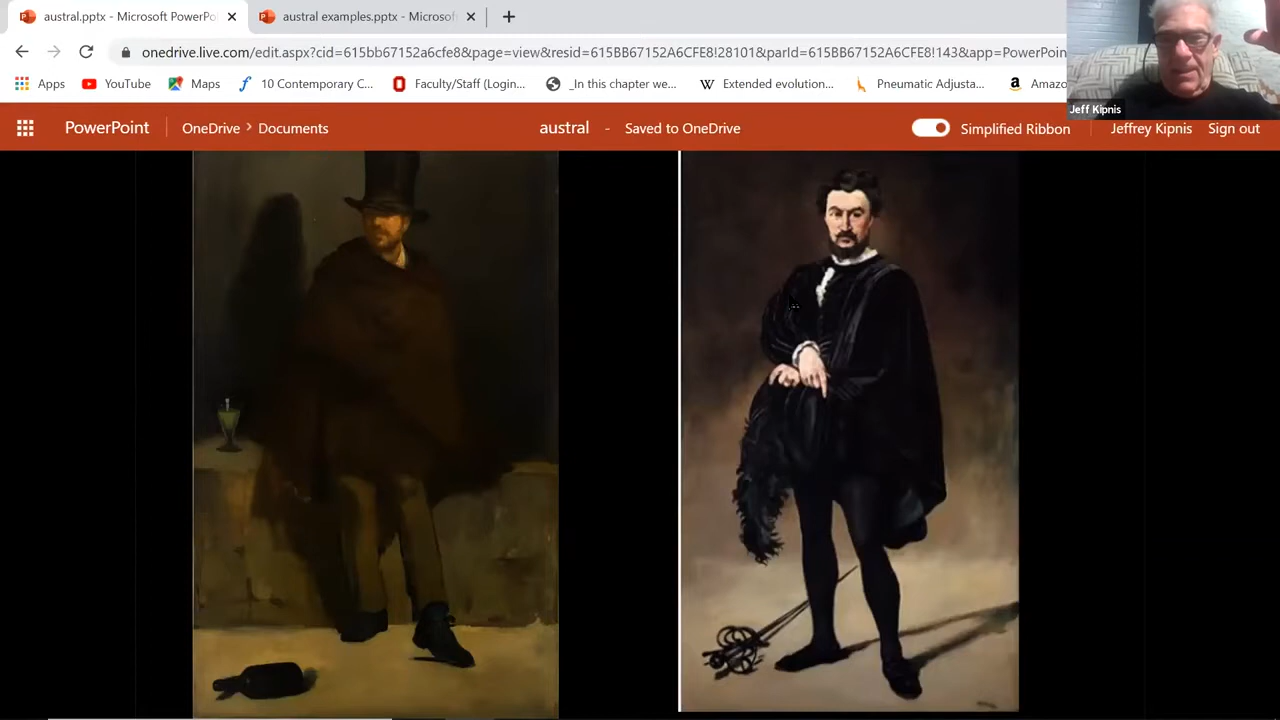 austral.pptx - Microsoft PowerPo
austral examples.pptx - Microsof
onedrive.live.com/edit.aspx?cid=615bb67152a6cfe8&page=view&resid=615BB67152A6CFE8!28101&parId=615BB67152A6CFE8!143&app=PowerPoin
Apps YouTube Maps 10 Contemporary C... Faculty/Staff Login... _In this chapter we... Extended evolution... Pneumatic Adjusta... Amazo
Jeff Kipnis
PowerPoint OneDrive > Documents austral - Saved to OneDrive Simplified Ribbon Jeffrey Kipnis Sign out